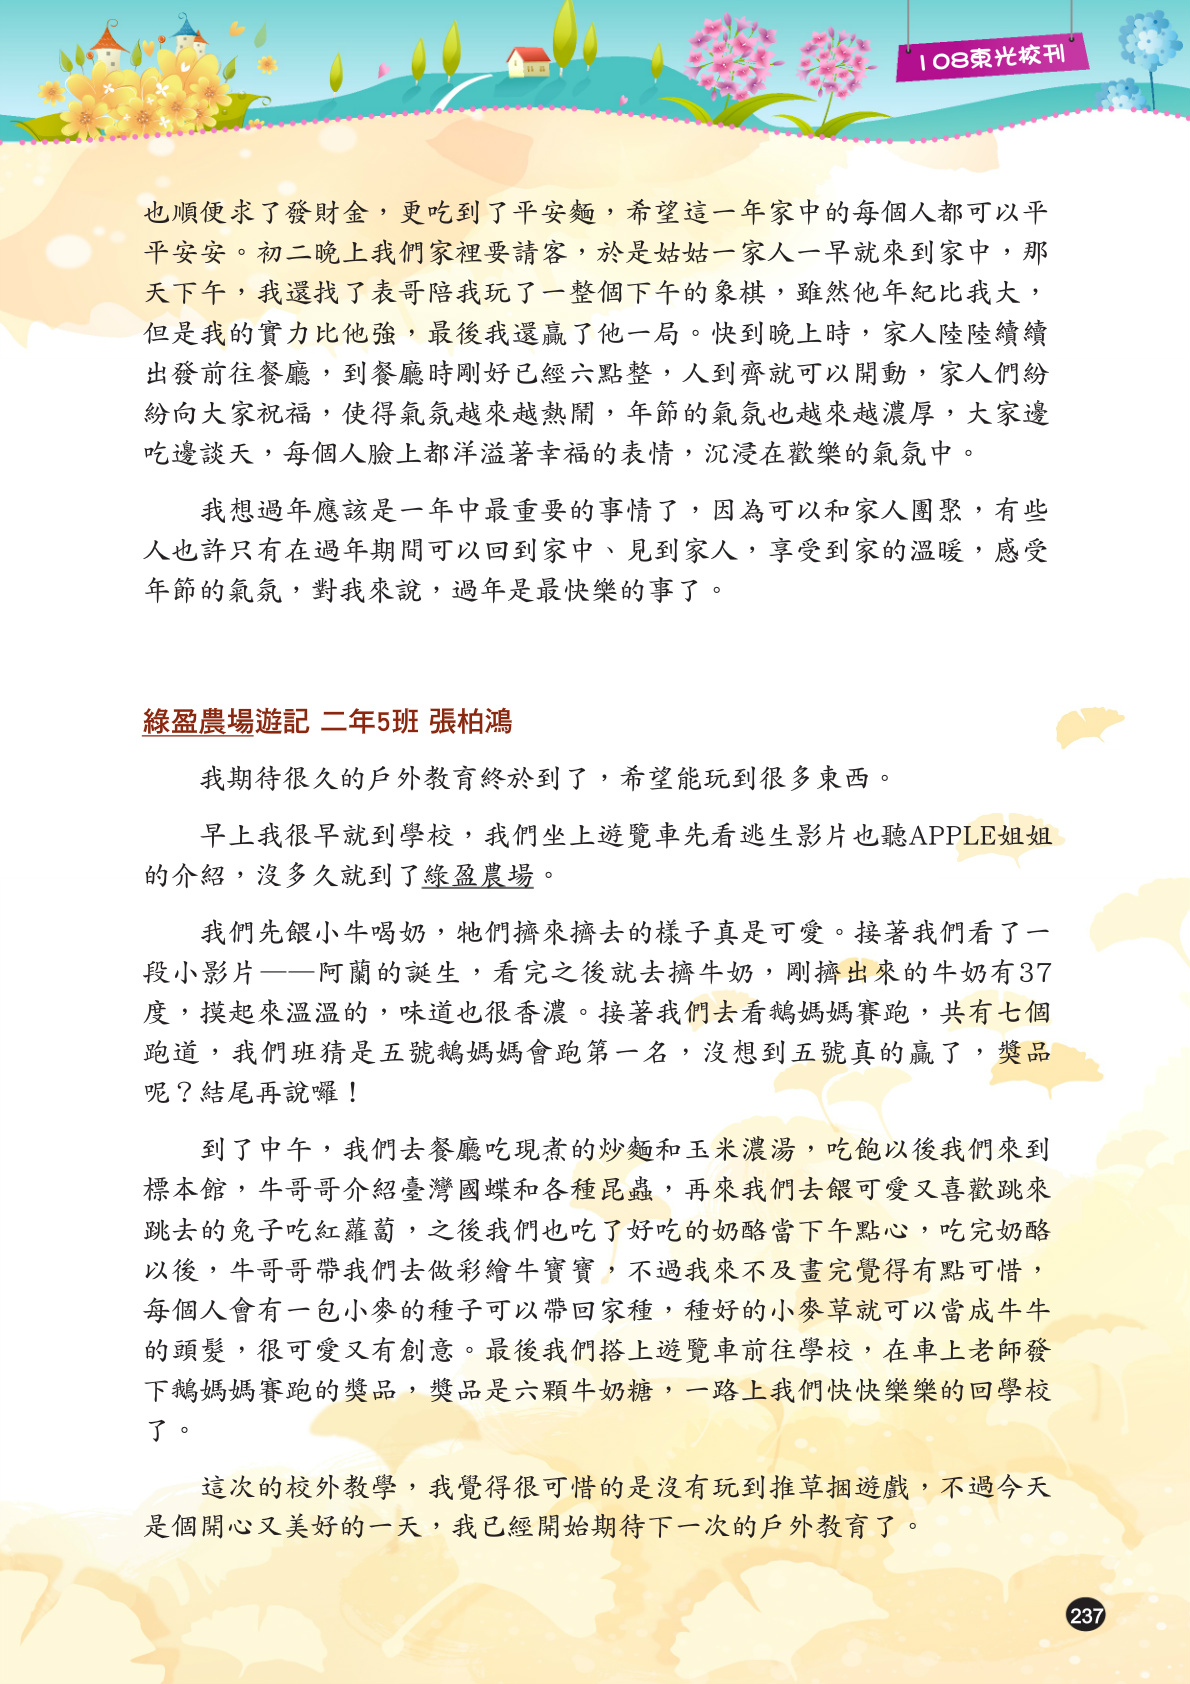 108東光校刊
也順便求了發財金，更吃到了平安麵，希望這一年家中的每個人都可以平
平安安。初二晚上我們家裡要請客，於是姑姑一家人一早就來到家中，那
天下午，我還找了表哥陪我玩了一整個下午的象棋，雖然他年紀比我大，
但是我的實力比他強，最後我還贏了他一局。快到晚上時，家人陸陸續續
出發前往餐廳，到餐廳時剛好已經六點整，人到齊就可以開動，家人們紛
紛向大家祝福，使得氣氛越來越熱鬧，年節的氣氛也越來越濃厚，大家邊
吃邊談天，每個人臉上都洋溢著幸福的表情，沉浸在歡樂的氣氛中。
我想過年應該是一年中最重要的事情了，因為可以和家人團聚，有些
人也許只有在過年期間可以回到家中、見到家人，享受到家的溫暖，感受
年節的氣氛，對我來說，過年是最快樂的事了。
綠盈農場遊記 二年5班 張柏鴻
我期待很久的戶外教育終於到了，希望能玩到很多東西。
早上我很早就到學校，我們坐上遊覽車先看逃生影片也聽APPLE姐姐
的介紹，沒多久就到了綠盈農場。
我們先餵小牛喝奶，牠們擠來擠去的樣子真是可愛。接著我們看了一
段小影片——阿蘭的誕生，看完之後就去擠牛奶，剛擠出來的牛奶有37
度，摸起來溫溫的，味道也很香濃。接著我們去看鵝媽媽賽跑，共有七個
跑道，我們班猜是五號鵝媽媽會跑第一名，沒想到五號真的贏了，獎品
呢？結尾再說囉！
到了中午，我們去餐廳吃現煮的炒麵和玉米濃湯，吃飽以後我們來到
標本館，牛哥哥介紹臺灣國蝶和各種昆蟲，再來我們去餵可愛又喜歡跳來
跳去的兔子吃紅蘿蔔，之後我們也吃了好吃的奶酪當下午點心，吃完奶酪
以後，牛哥哥帶我們去做彩繪牛寶寶，不過我來不及畫完覺得有點可惜，
每個人會有一包小麥的種子可以帶回家種，種好的小麥草就可以當成牛牛
的頭髮，很可愛又有創意。最後我們搭上遊覽車前往學校，在車上老師發
下鵝媽媽賽跑的獎品，獎品是六顆牛奶糖，一路上我們快快樂樂的回學校
了。
這次的校外教學，我覺得很可惜的是沒有玩到推草捆遊戲，不過今天
是個開心又美好的一天，我已經開始期待下一次的戶外教育了。
237